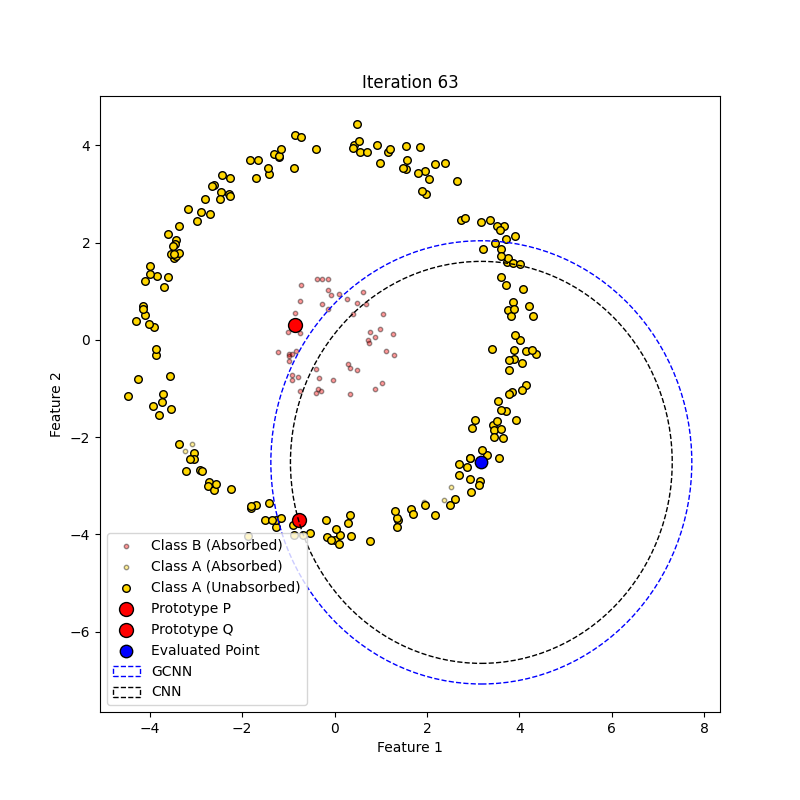 Iteration 63
4
2
0
−2
−4
−6
Feature 2
Class B (Absorbed)
Class A (Absorbed)
Class A (Unabsorbed)
Prototype P
Prototype Q
Evaluated Point
GCNN
CNN
−4
−2
0
2
4
6
8
Feature 1